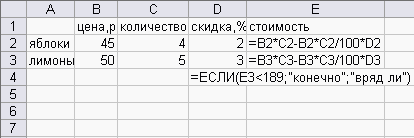 A B C D E
1 цена,р количество скидка,% стоимость
2 яблоки 45 4 2 =B2*C2-B2*C2/100*D2
3 лимоны 50 5 3 =B3*C3-B3*C3/100*D3
4 =ЕСЛИ(E3<189;"конечно";"вряд ли")
5
6
7